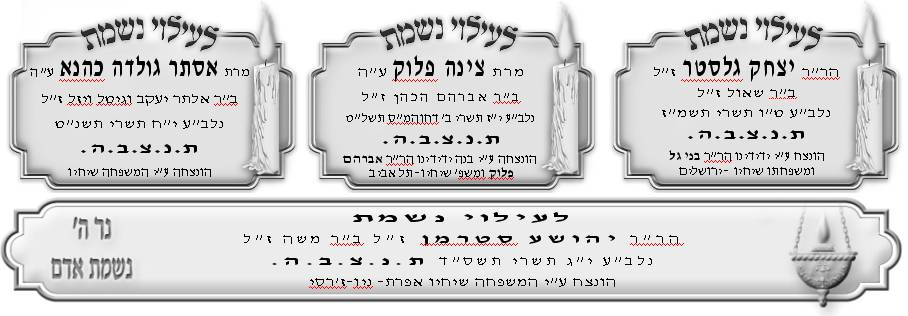 לעילוי נשמת
הר״ר יצחק גלסטר ז״ל
ב״ר שאול ז״ל
נלב״ע ט״ו תשרי תשמ״ז
ת.נ.צ.ב.ה.
הונצח ע״י ידידינו הר״ר בני גל
ומשפחתו שיחיו -ירושלים
לעילוי נשמת
מרת צינה פלוק ע״ה
ב״ר אברהם הכהן ז״ל
נלב״ע י״ז תשרי ב׳ דחוהמ״ס תשל״ט
ת.נ.צ.ב.ה.
הונצחה ע״י בנה ידידינו הר״ר אברהם
פלוק ומשפ׳ שיחיו-תל אביב
לעילוי נשמת
מרת אסתר גולדה כהנא ע״ה
ב״ר אלתר יעקב וגיטל ויזל ז״ל
נלב״ע י״ח תשרי תשנ״ט
ת.נ.צ.ב.ה.
הונצחה ע״י המשפחה שיחיו
לעילוי נשמת
הר״ר יהושע סטרמן ז״ל ב״ר משה ז״ל
נלב״ע י״ג תשרי תשס״ד ת.נ.צ.ב.ה.
הונצח ע״י המשפחה שיחיו אפרת- ניו-ז׳רסי
נר ה׳
נשמת אדם